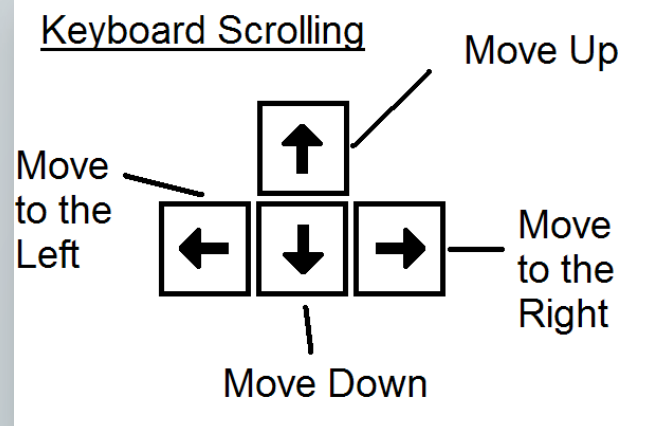 Keyboard Scrolling
Move Up
Move
to the
Left
Move
to the
Right
Move Down